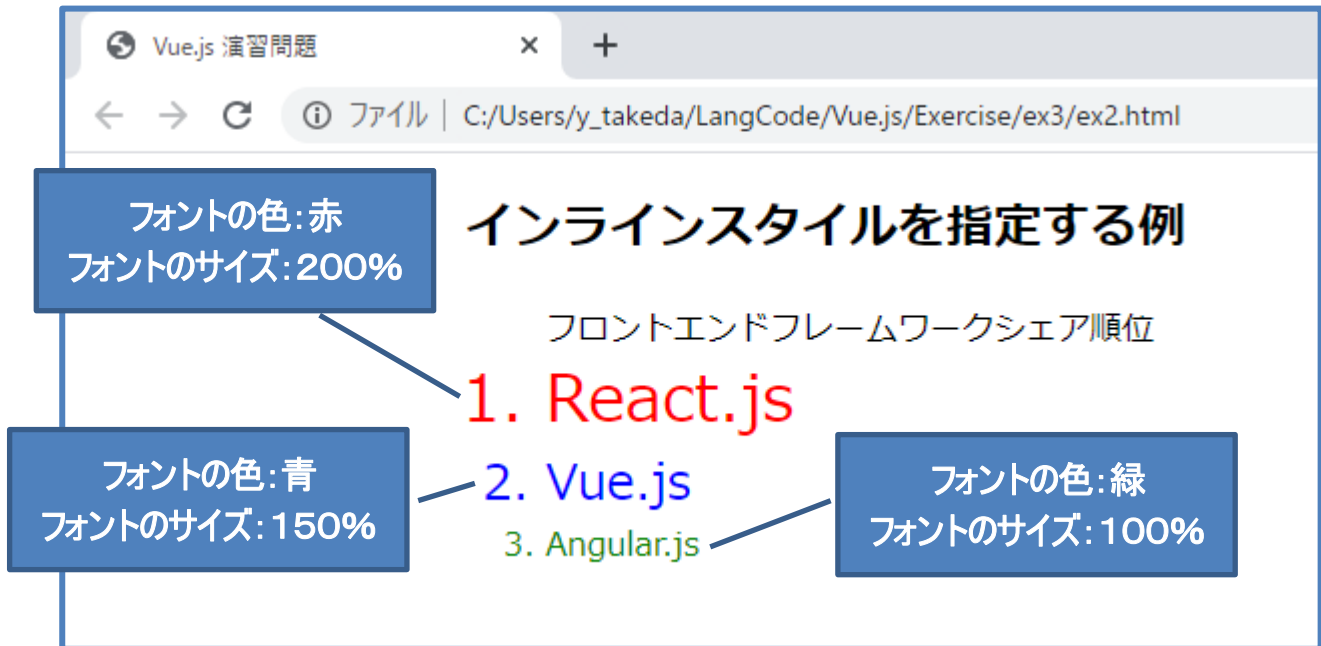 Vue.js 演習問題
ファイル | C:/Users/y_takeda/LangCode/Vue.js/Exercise/ex3/ex2.html
フォントの色：赤
フォントのサイズ：200%
インラインスタイルを指定する例
フロントエンドフレームワークシェア順位
1. React.js
フォントの色：青
フォントのサイズ：150%
2. Vue.js
フォントの色：緑
フォントのサイズ：100%
3. Angular.js